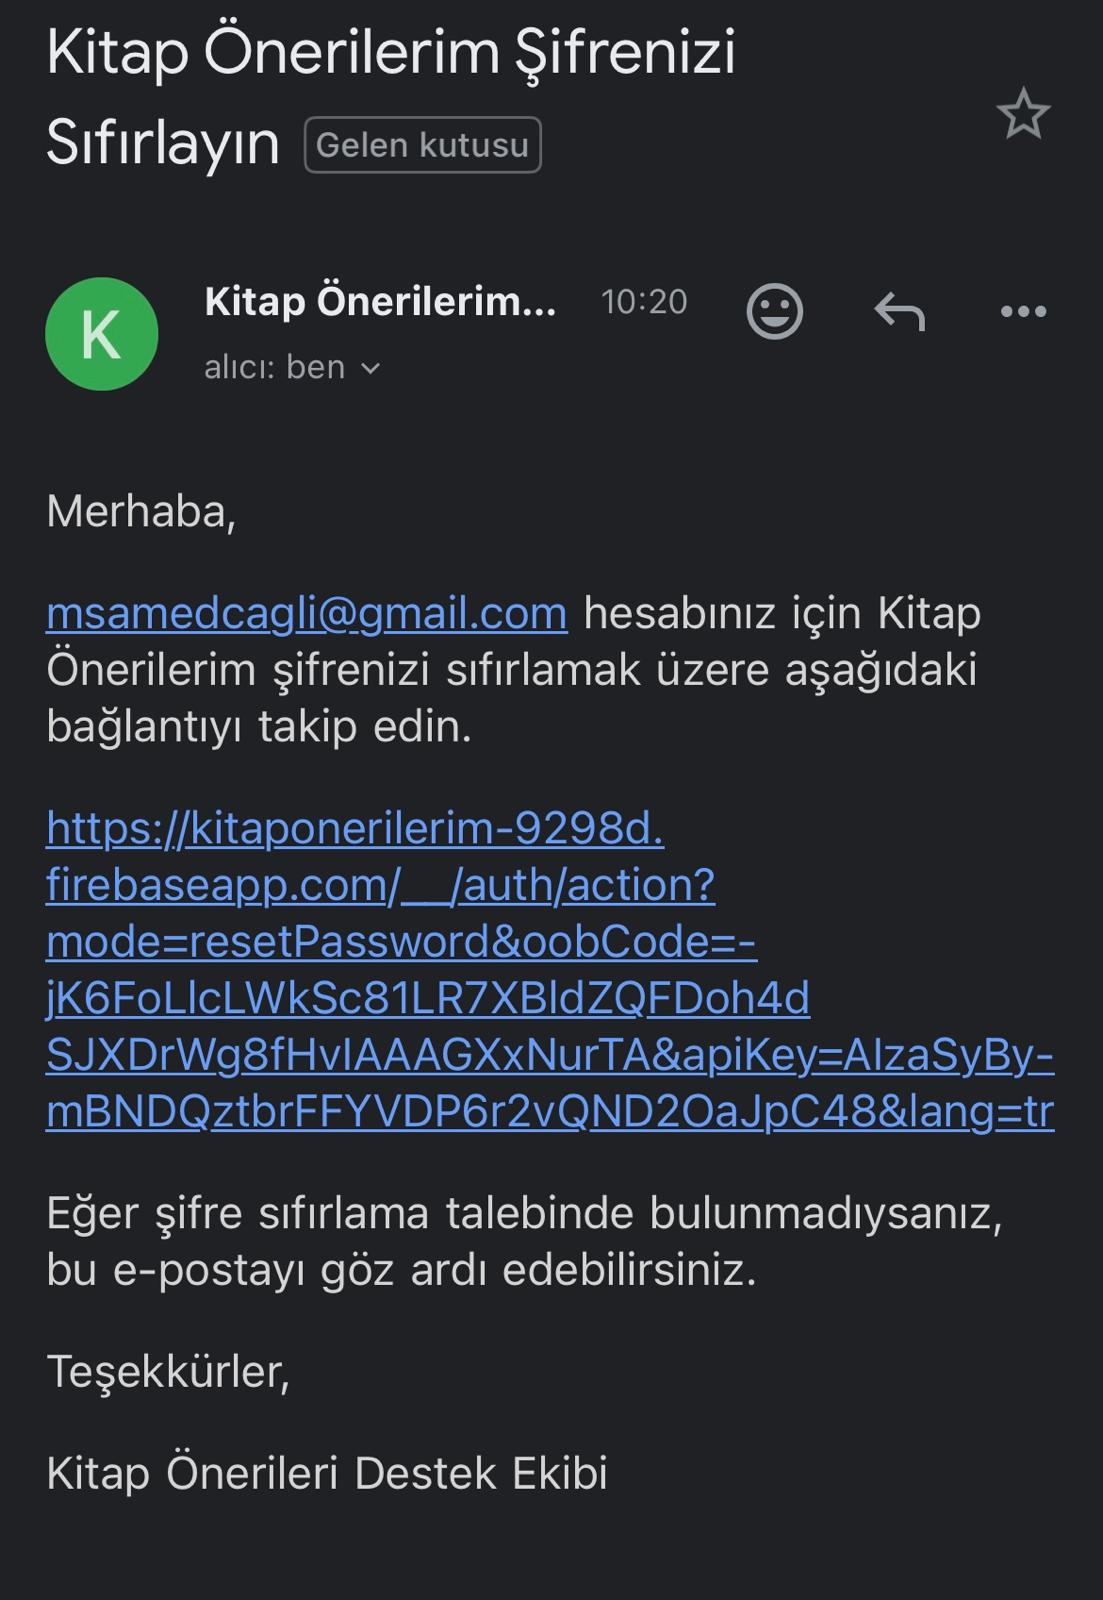 Kitap Önerilerim Şifrenizi
Sıfırlayın Gelen kutusu
K
Kitap Önerilerim... 10:20
alıcı: ben
Merhaba,
msamedcagli@gmail.com hesabınız için Kitap
Önerilerim şifrenizi sıfırlamak üzere aşağıdaki
bağlantıyı takip edin.
https://kitaponerilerim-9298d.
firebaseapp.com/__/auth/action?
mode=resetPassword&oobCode=-
jK6FoLlcLWkSc81LR7XBldZQFDoh4d
SJXDrWg8fHvIAAAGXxNurTA&apiKey=AIzaSyBy-
mBNDQztbrFFYVDP6r2vQND2OaJpC48&lang=tr
Eğer şifre sıfırlama talebinde bulunmadıysanız,
bu e-postayı göz ardı edebilirsiniz.
Teşekkürler,
Kitap Önerileri Destek Ekibi